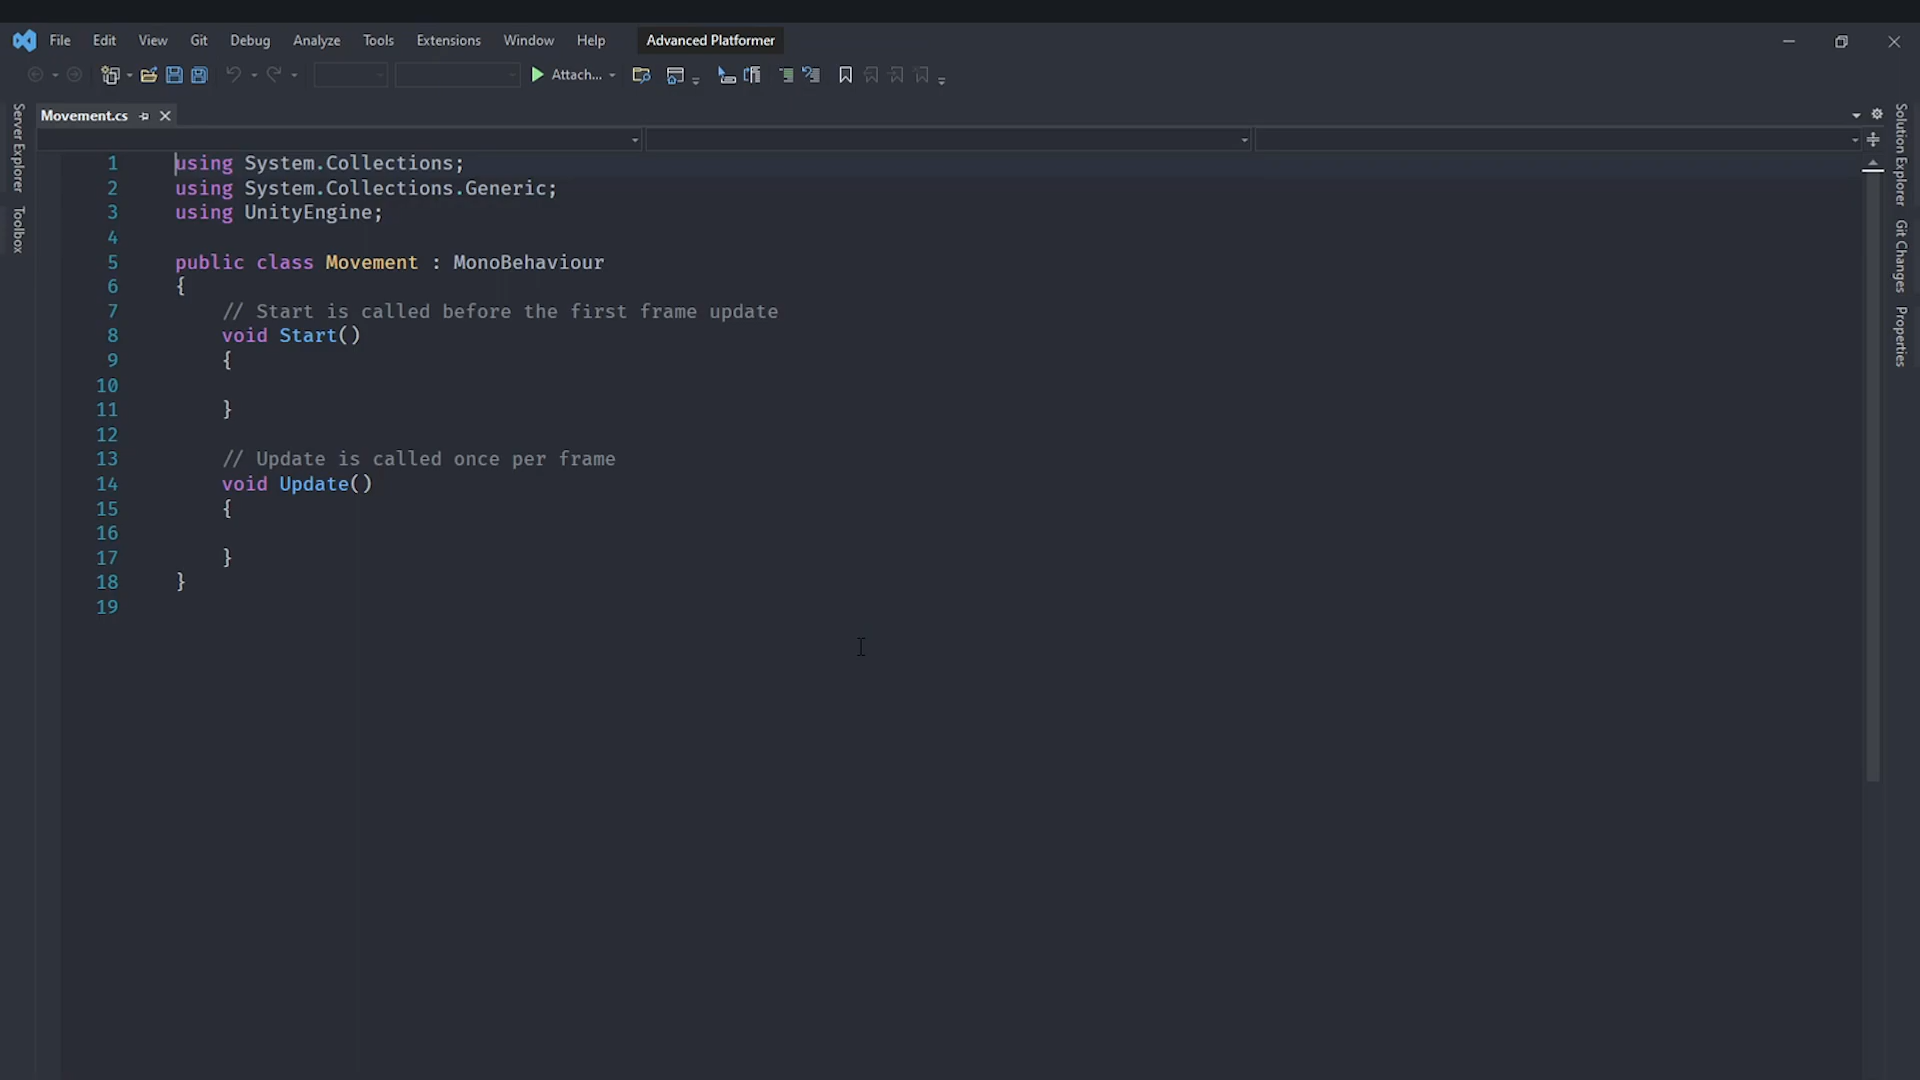 File Edit View Git Debug Analyze Tools Extensions Window Help Advanced Platformer
Attach...
Server Explorer
Toolbox
Movement.cs
1 using System.Collections;
2 using System.Collections.Generic;
3 using UnityEngine;
4
5 public class Movement : MonoBehaviour
6 {
7 // Start is called before the first frame update
8 void Start()
9 {
10
11 }
12
13 // Update is called once per frame
14 void Update()
15 {
16
17 }
18 }
19
Solution Explorer
Git Changes
Properties